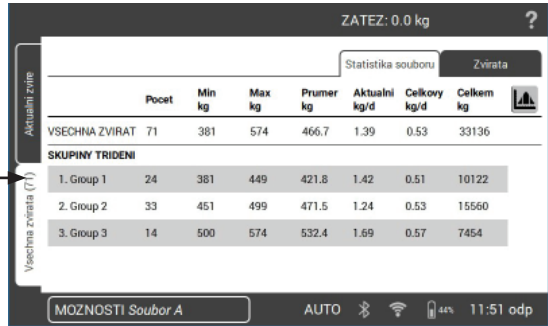 ZATEZ: 0.0 kg ?
Aktualni zvire
Vsechna zvirata (71)
Statistika souboru Zvirata
Pocet Min kg Max kg Prumer kg Aktualni kg/d Celkovy kg/d Celkem kg
VSECHNA ZVIRAT 71 381 574 466.7 1.39 0.53 33136
SKUPINY TRIDENI
1. Group 1 24 381 449 421.8 1.42 0.51 10122
2. Group 2 33 451 499 471.5 1.24 0.53 15560
3. Group 3 14 500 574 532.4 1.69 0.57 7454
MOZNOSTI Soubor A AUTO 44% 11:51 odp